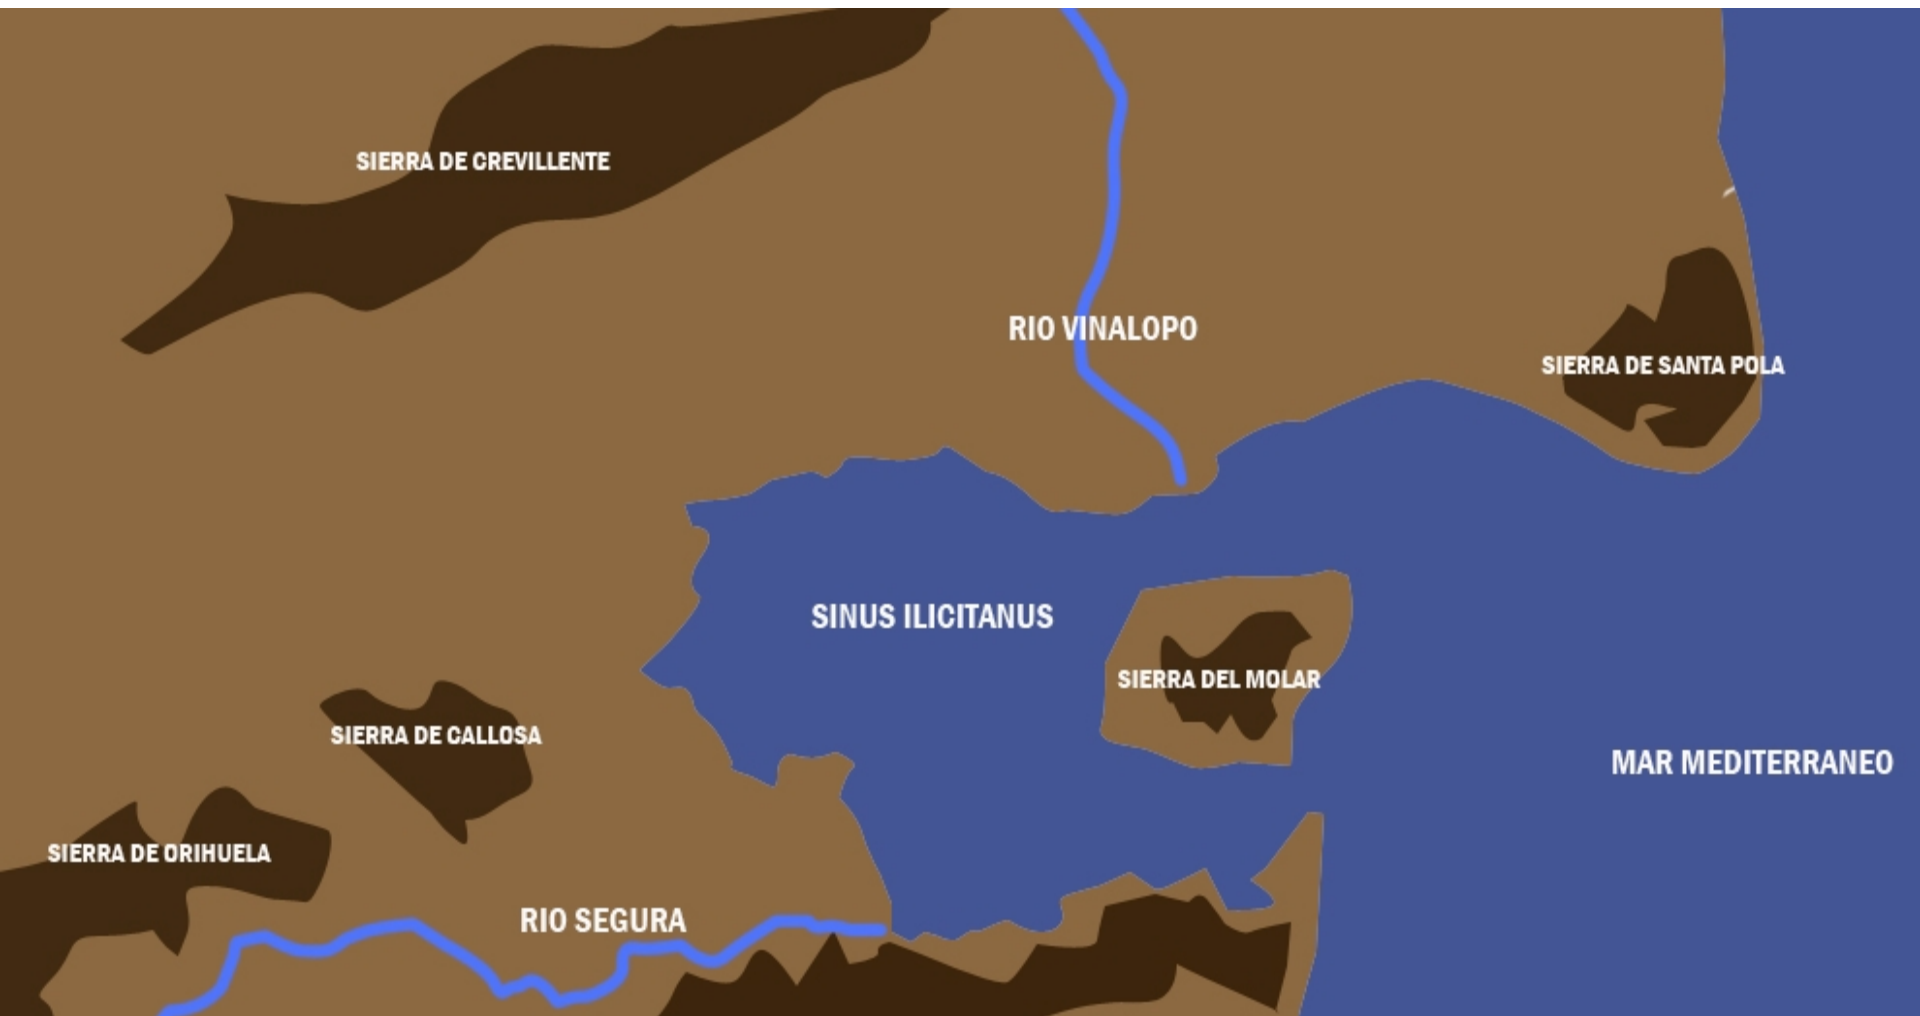 SIERRA DE CREVILLENTE
RIO VINALOPO
SIERRA DE SANTA POLA
SINUS ILICITANUS
SIERRA DEL MOLAR
SIERRA DE CALLOSA
MAR MEDITERRANEO
SIERRA DE ORIHUELA
RIO SEGURA